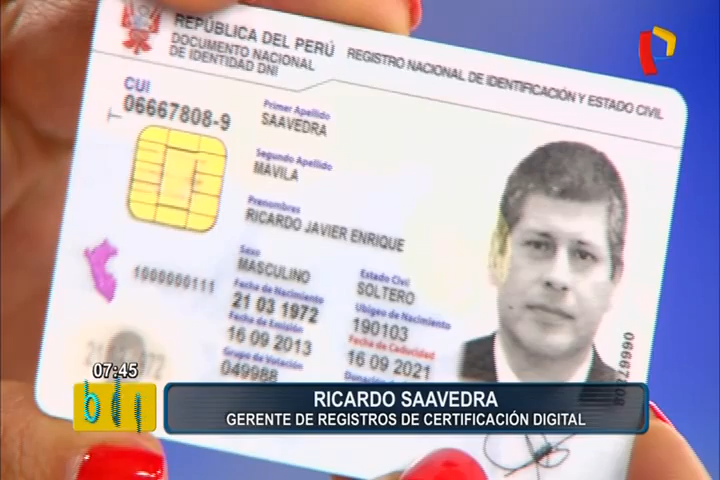 REPÚBLICA DEL PERÚ
DOCUMENTO NACIONAL
DE IDENTIDAD DNI
REGISTRO NACIONAL DE IDENTIFICACIÓN Y ESTADO CIVIL
CUI
06667808-9
Primer Apellido
SAAVEDRA
Segundo Apellido
MAVILA
Prenombres
RICARDO JAVIER ENRIQUE
Sexo
MASCULINO
Estado Civil
SOLTERO
Fecha de Nacimiento
21 03 1972
Ubigeo de Nacimiento
190103
Fecha de Emisión
16 09 2013
Fecha de Caducidad
16 09 2021
Grupo de Votación
049988
1000000111
07:45
bdn
RICARDO SAAVEDRA
GERENTE DE REGISTROS DE CERTIFICACIÓN DIGITAL